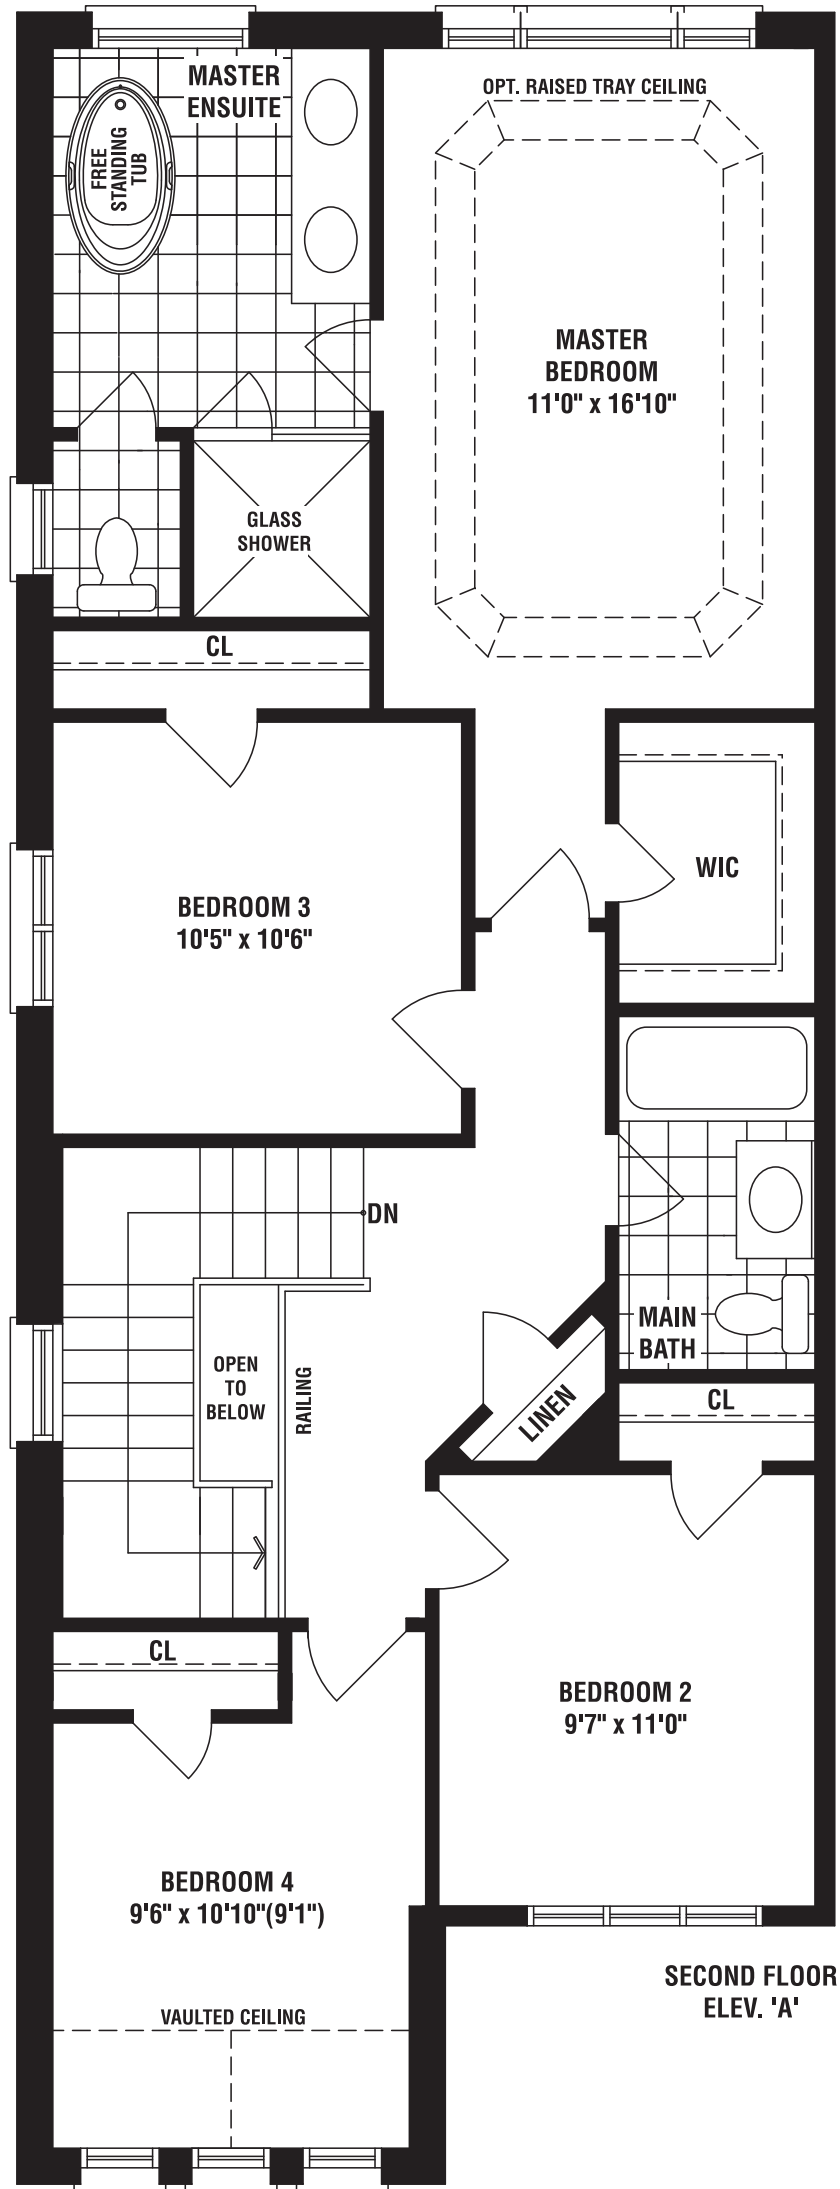 MASTER
ENSUITE
OPT. RAISED TRAY CEILING
FREE
STANDING
TUB
MASTER
BEDROOM
11'0" x 16'10"
GLASS
SHOWER
CL
WIC
BEDROOM 3
10'5" x 10'6"
DN
MAIN
BATH
OPEN
TO
BELOW
RAILING
LINEN
CL
CL
BEDROOM 2
9'7" x 11'0"
BEDROOM 4
9'6" x 10'10"(9'1")
SECOND FLOOR
ELEV. 'A'
VAULTED CEILING